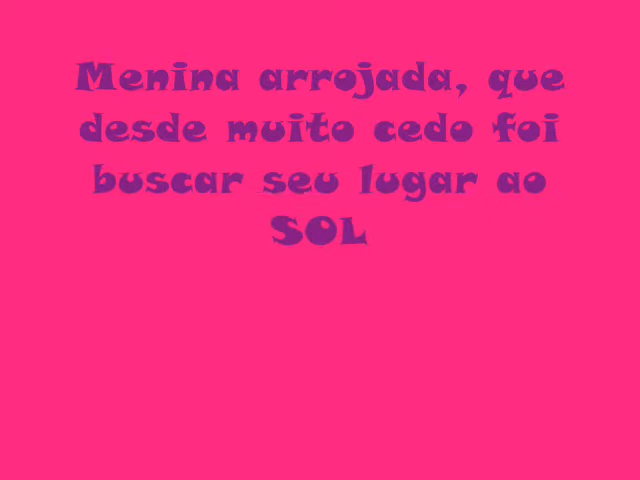 Menina arrojada, que
desde muito cedo foi
buscar seu lugar ao
SOL